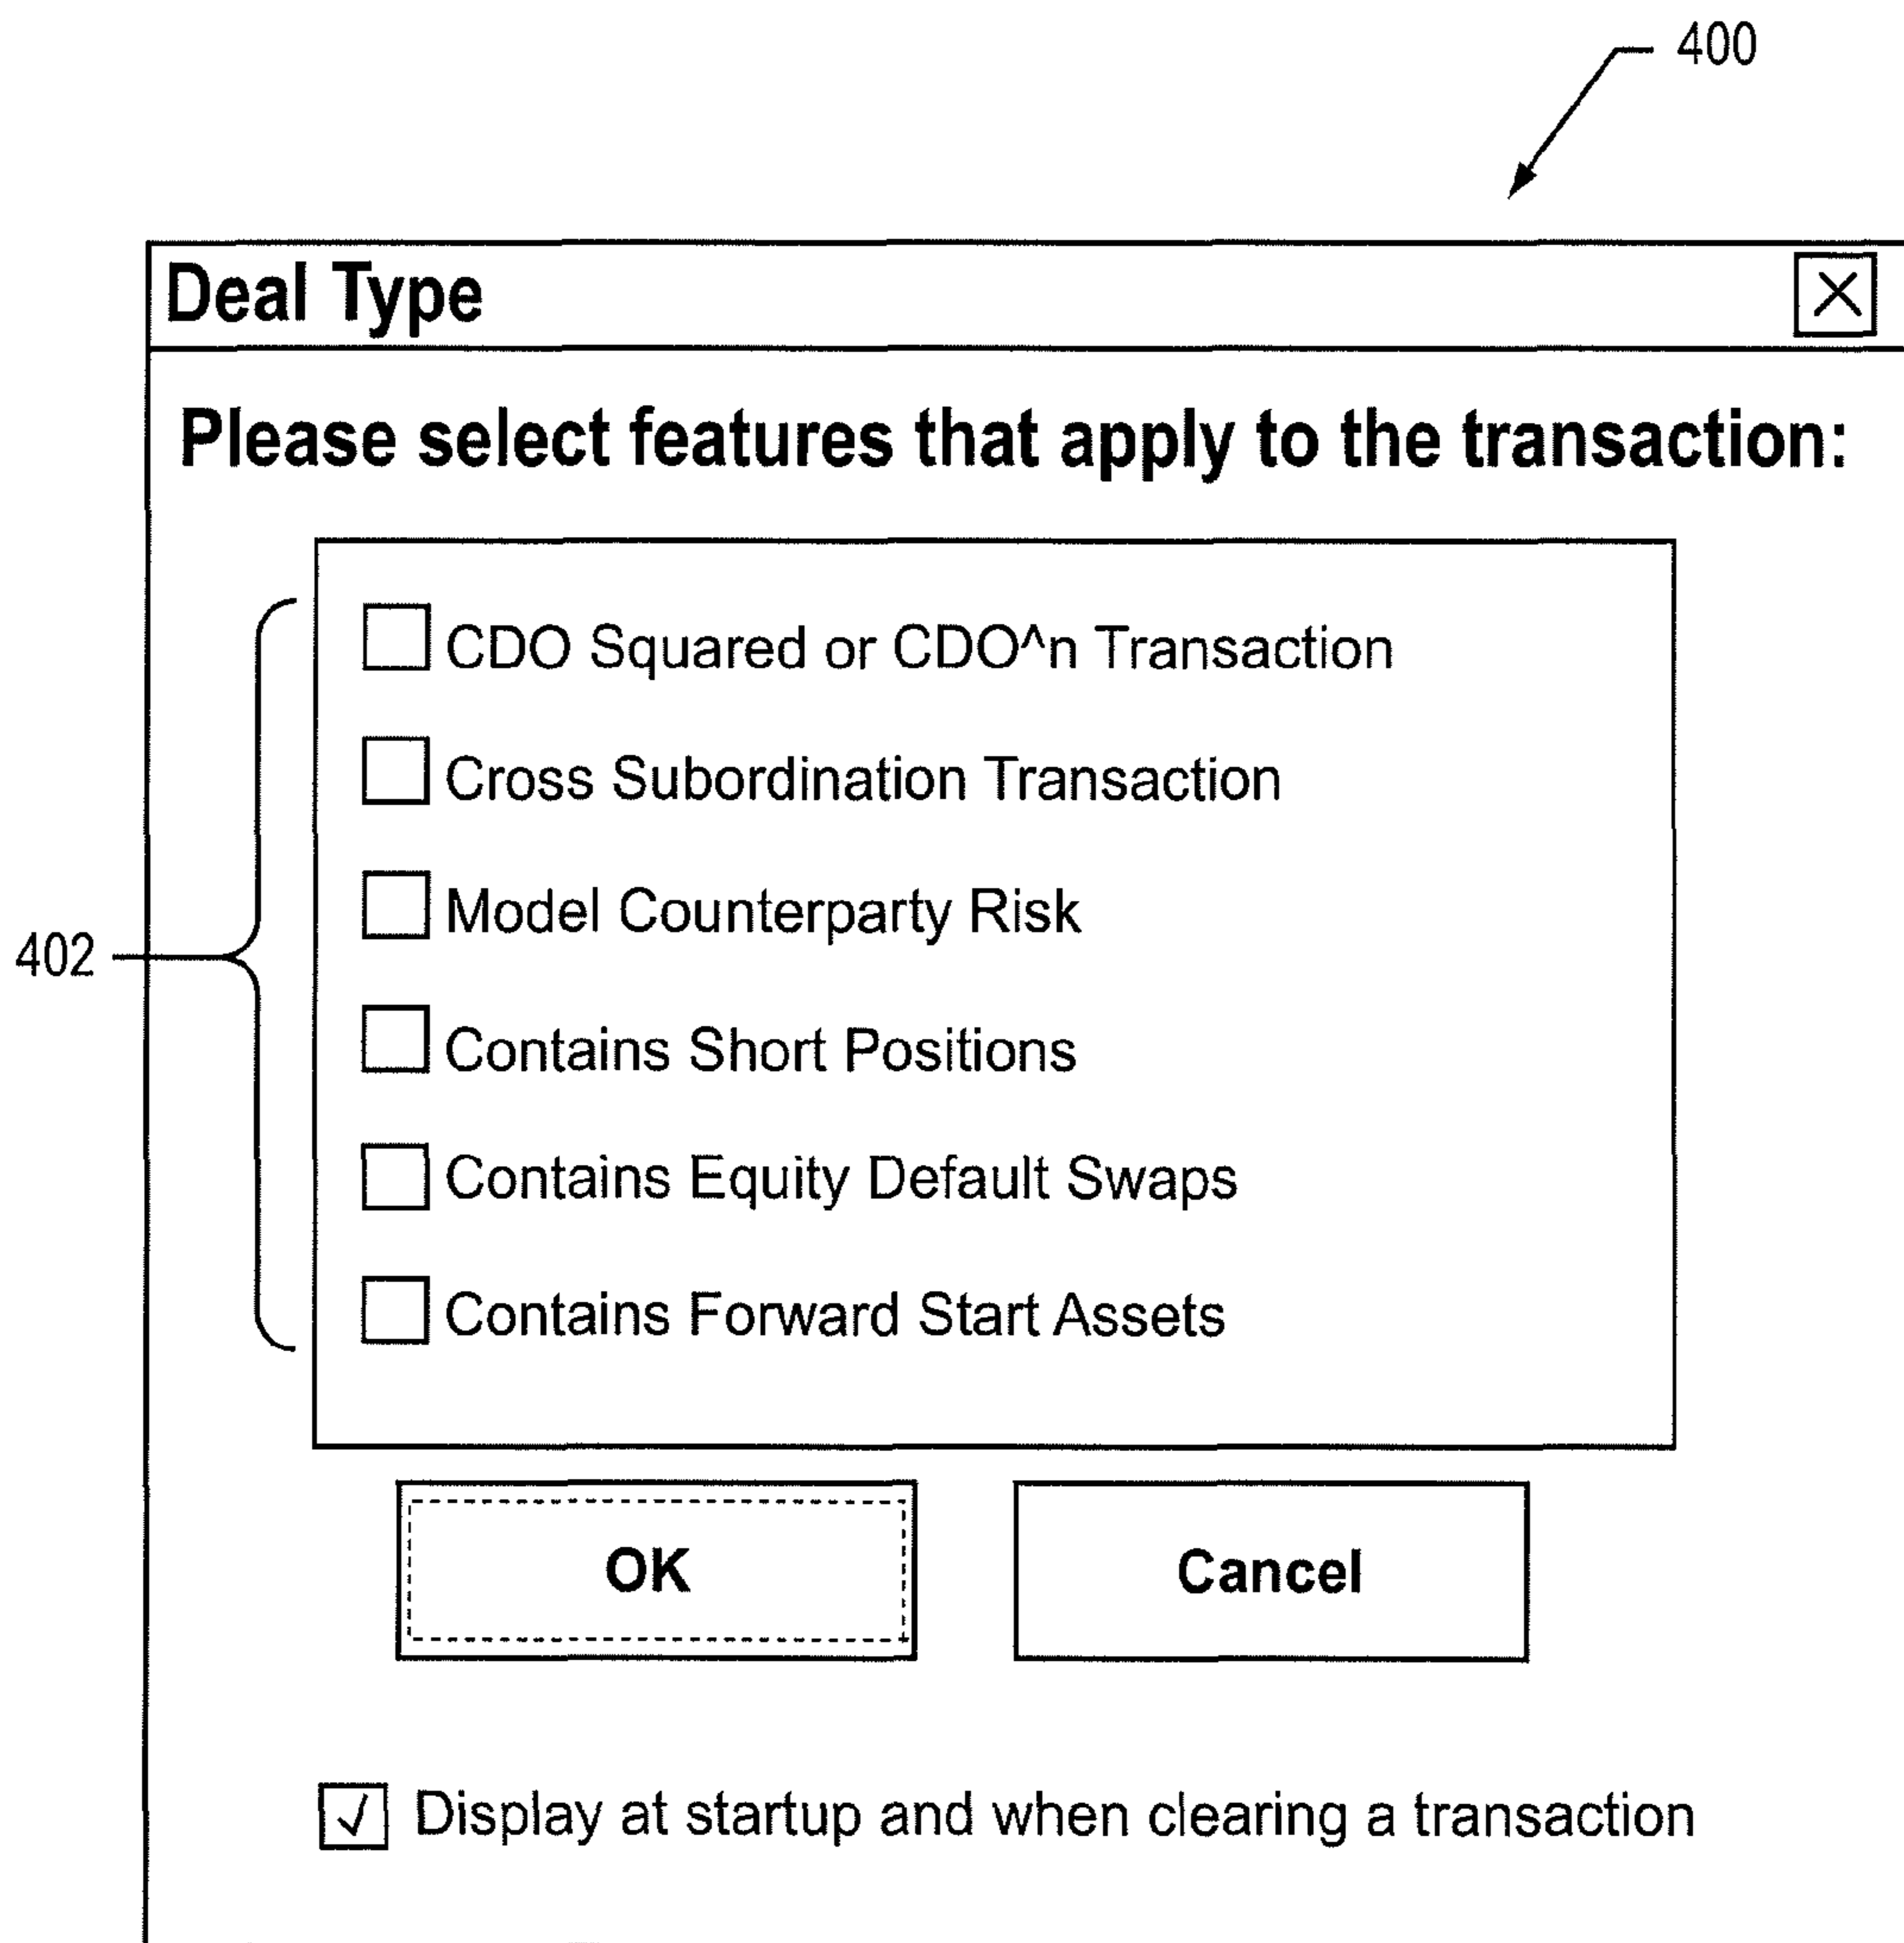 400
Deal Type
Please select features that apply to the transaction:
CDO Squared or CDO^n Transaction
Cross Subordination Transaction
Model Counterparty Risk
402
Contains Short Positions
Contains Equity Default Swaps
Contains Forward Start Assets
OK Cancel
Display at startup and when clearing a transaction